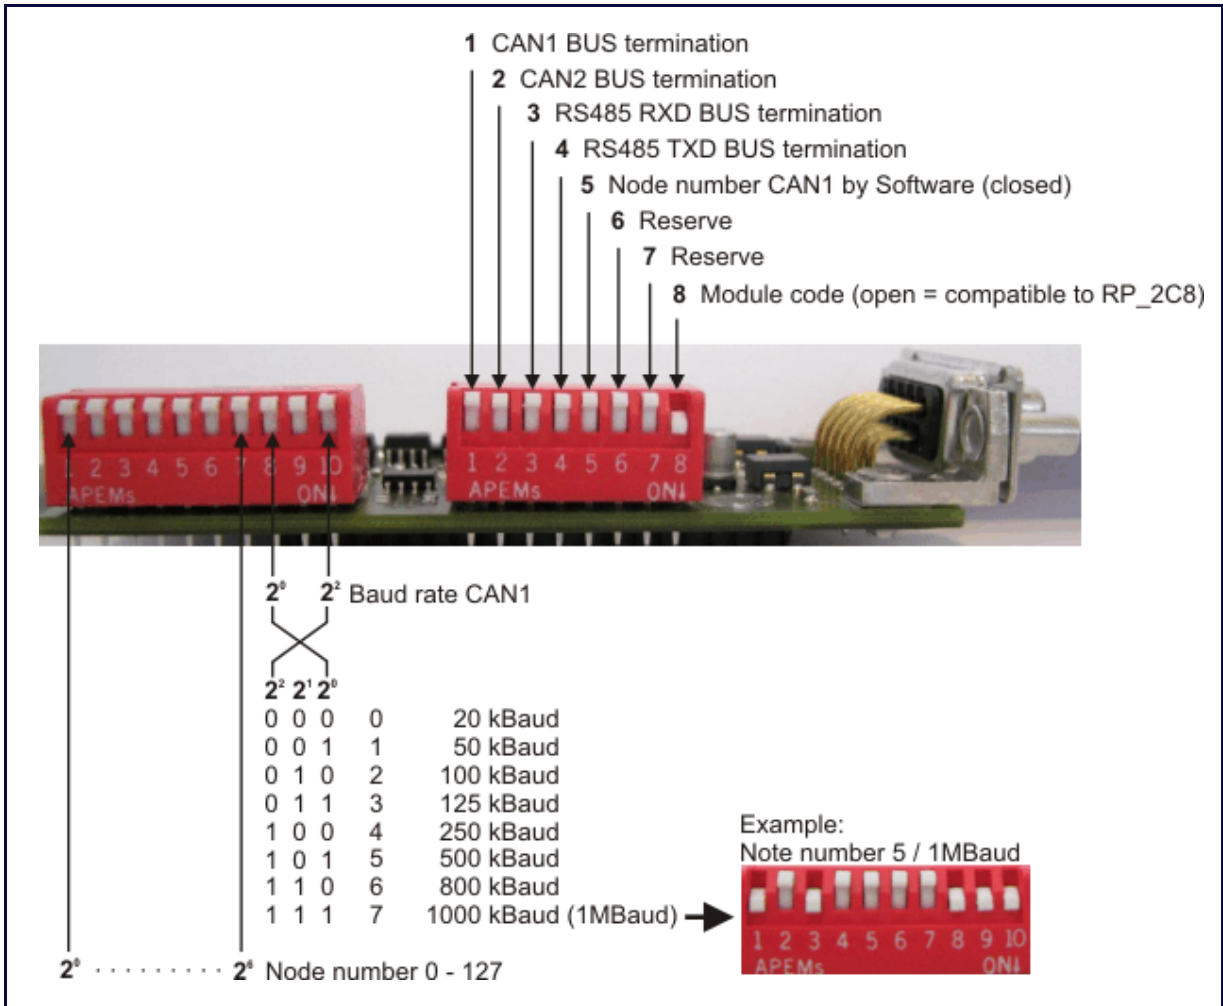 1 CAN1 BUS termination
2 CAN2 BUS termination
3 RS485 RXD BUS termination
4 RS485 TXD BUS termination
5 Node number CAN1 by Software (closed)
6 Reserve
7 Reserve
8 Module code (open = compatible to RP_2C8)
1 2 3 4 5 6 7 8 9 10
APEMs ON↓
1 2 3 4 5 6 7 8
APEMs ON↓
2⁰ 2² Baud rate CAN1
2² 2¹ 2⁰
0 0 0 0 20 kBaud
0 0 1 1 50 kBaud
0 1 0 2 100 kBaud
0 1 1 3 125 kBaud
1 0 0 4 250 kBaud
1 0 1 5 500 kBaud
1 1 0 6 800 kBaud
1 1 1 7 1000 kBaud (1MBaud)
Example:
Note number 5 / 1MBaud
1 2 3 4 5 6 7 8 9 10
APEMs ON↓
2⁰ · · · · · · · · · 2⁶ Node number 0 - 127